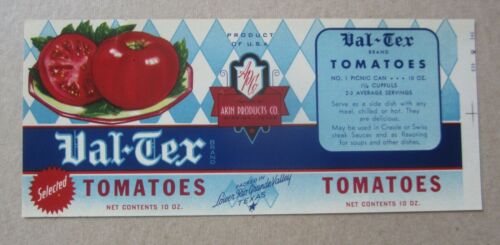 Val-Tex
BRAND
Selected
TOMATOES
NET CONTENTS 10 OZ.
PRODUCT
OF U.S.A.
AKIN PRODUCTS CO.
PACKED IN
Lower Rio Grande Valley
TEXAS
Val-Tex
BRAND
TOMATOES
NO. 1 PICNIC CAN • • • 10 OZ.
1¼ CUPFULS
2-3 AVERAGE SERVINGS
Serve as a side dish with any
meat, chilled or hot. They
are delicious.
May be used in Creole or Swiss
steak Sauces and as flavoring
for soups and other dishes.
TOMATOES
NET CONTENTS 10 OZ.